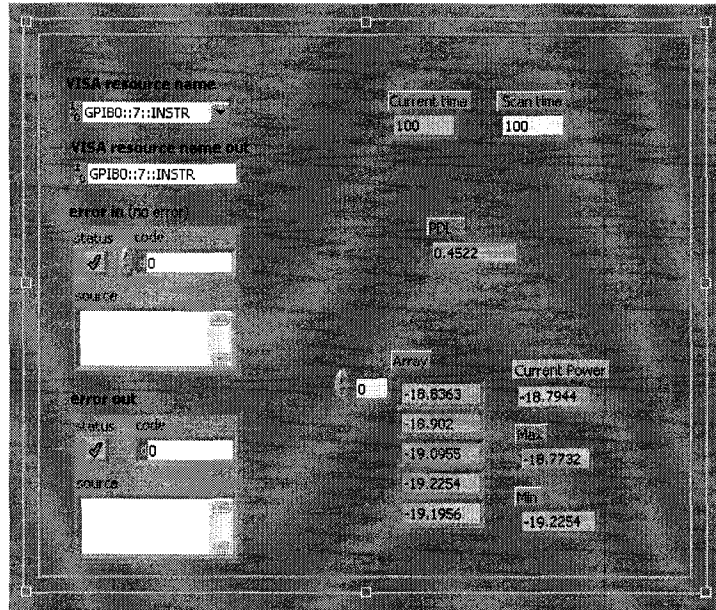 VISA resource name
GPIB0::7::INSTR
VISA resource name out
GPIB0::7::INSTR
error in (no error)
status code
0
source
error out
status code
0
source
Current time Scan time
100 100
PDL
0.4522
Array
0
-18.8363
-18.902
-19.0955
-19.2254
-19.1956
Current Power
-18.7944
Max
-18.7732
Min
-19.2254